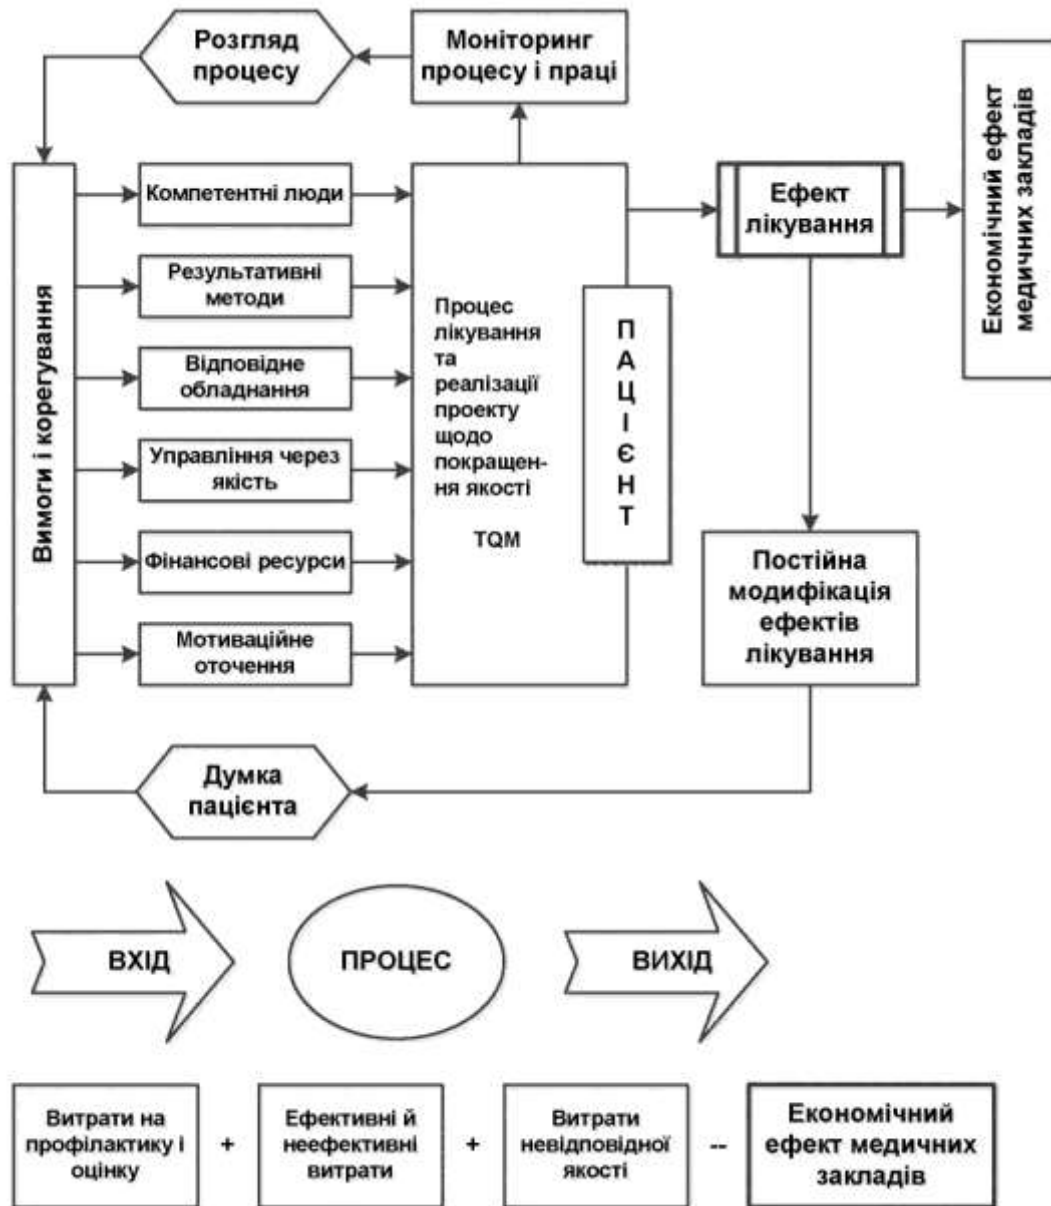 Розгляд
процесу
Моніторинг
процесу і праці
Економічний ефект
медичних закладів
Вимоги і корегування
Компетентні люди
Результативні
методи
Відповідне
обладнання
Управління через
якість
Фінансові ресурси
Мотиваційне
оточення
Процес
лікування
та
реалізації
проекту
щодо
покращен-
ня якості
TQM
П
А
Ц
І
Є
Н
Т
Ефект
лікування
Постійна
модифікація
ефектів
лікування
Думка
пацієнта
ВХІД
ПРОЦЕС
ВИХІД
Витрати на
профілактику і
оцінку
+
Ефективні й
неефективні
витрати
+
Витрати
невідповідної
якості
--
Економічний
ефект медичних
закладів